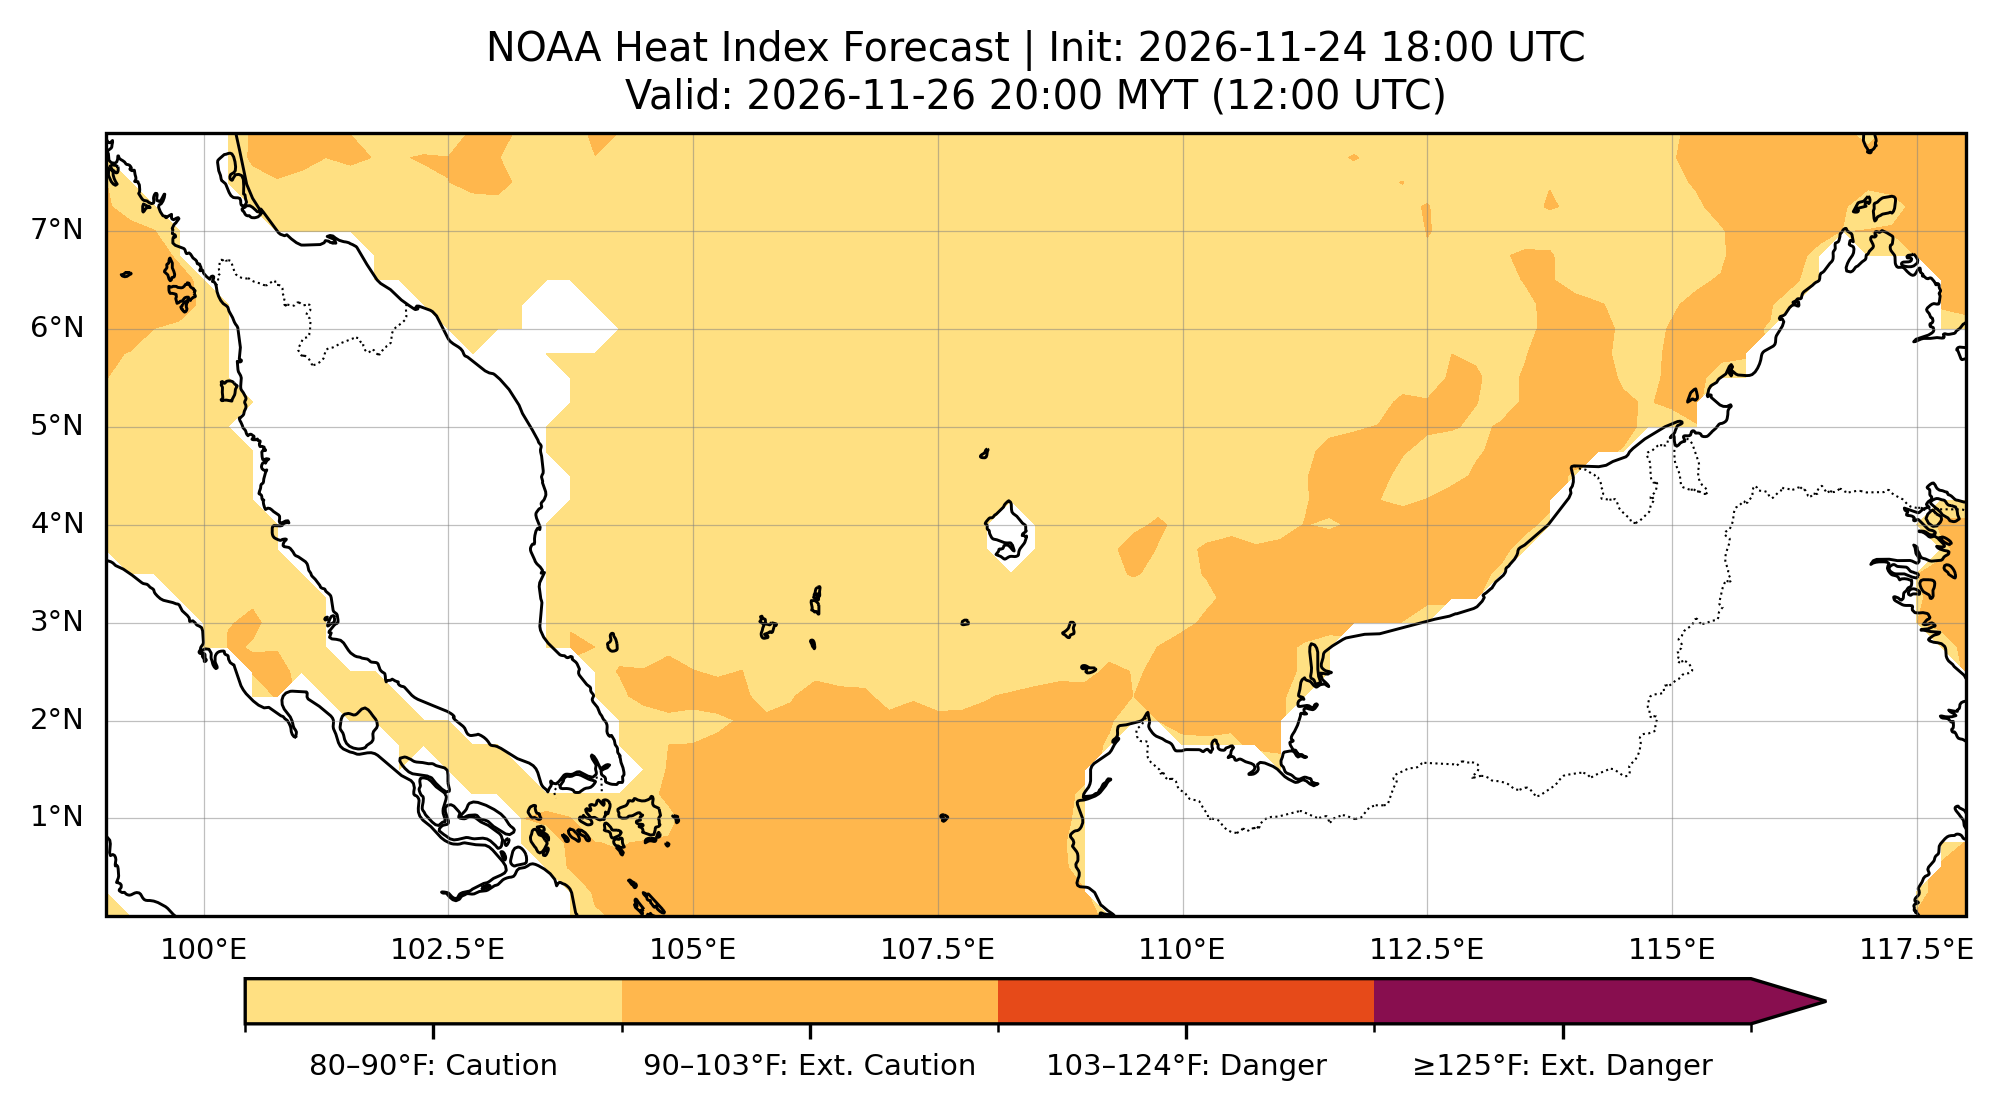 NOAA Heat Index Forecast | Init: 2026-11-24 18:00 UTC
Valid: 2026-11-26 20:00 MYT (12:00 UTC)
7°N
6°N
5°N
4°N
3°N
2°N
1°N
100°E
102.5°E
105°E
107.5°E
110°E
112.5°E
115°E
117.5°E
80–90°F: Caution
90–103°F: Ext. Caution
103–124°F: Danger
≥125°F: Ext. Danger